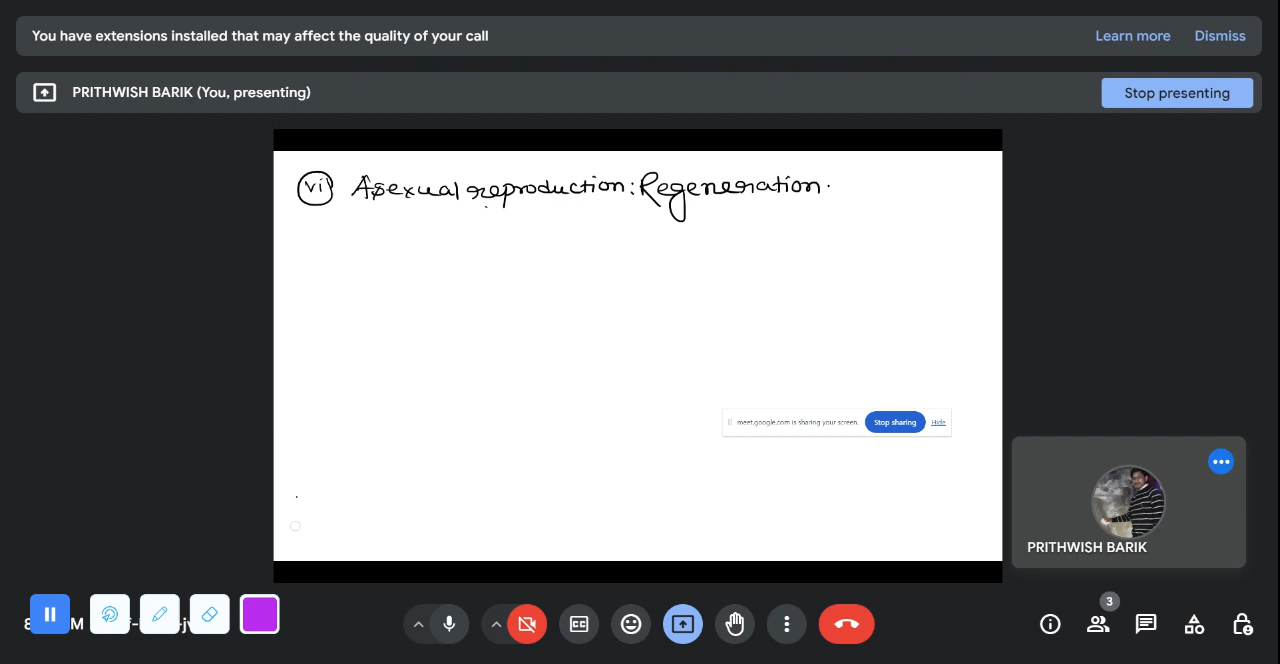 You have extensions installed that may affect the quality of your call Learn more Dismiss
PRITHWISH BARIK (You, presenting) Stop presenting
vi Asexual reproduction: Regeneration.
meet.google.com is sharing your screen. Stop sharing Hide
PRITHWISH BARIK
3
CC